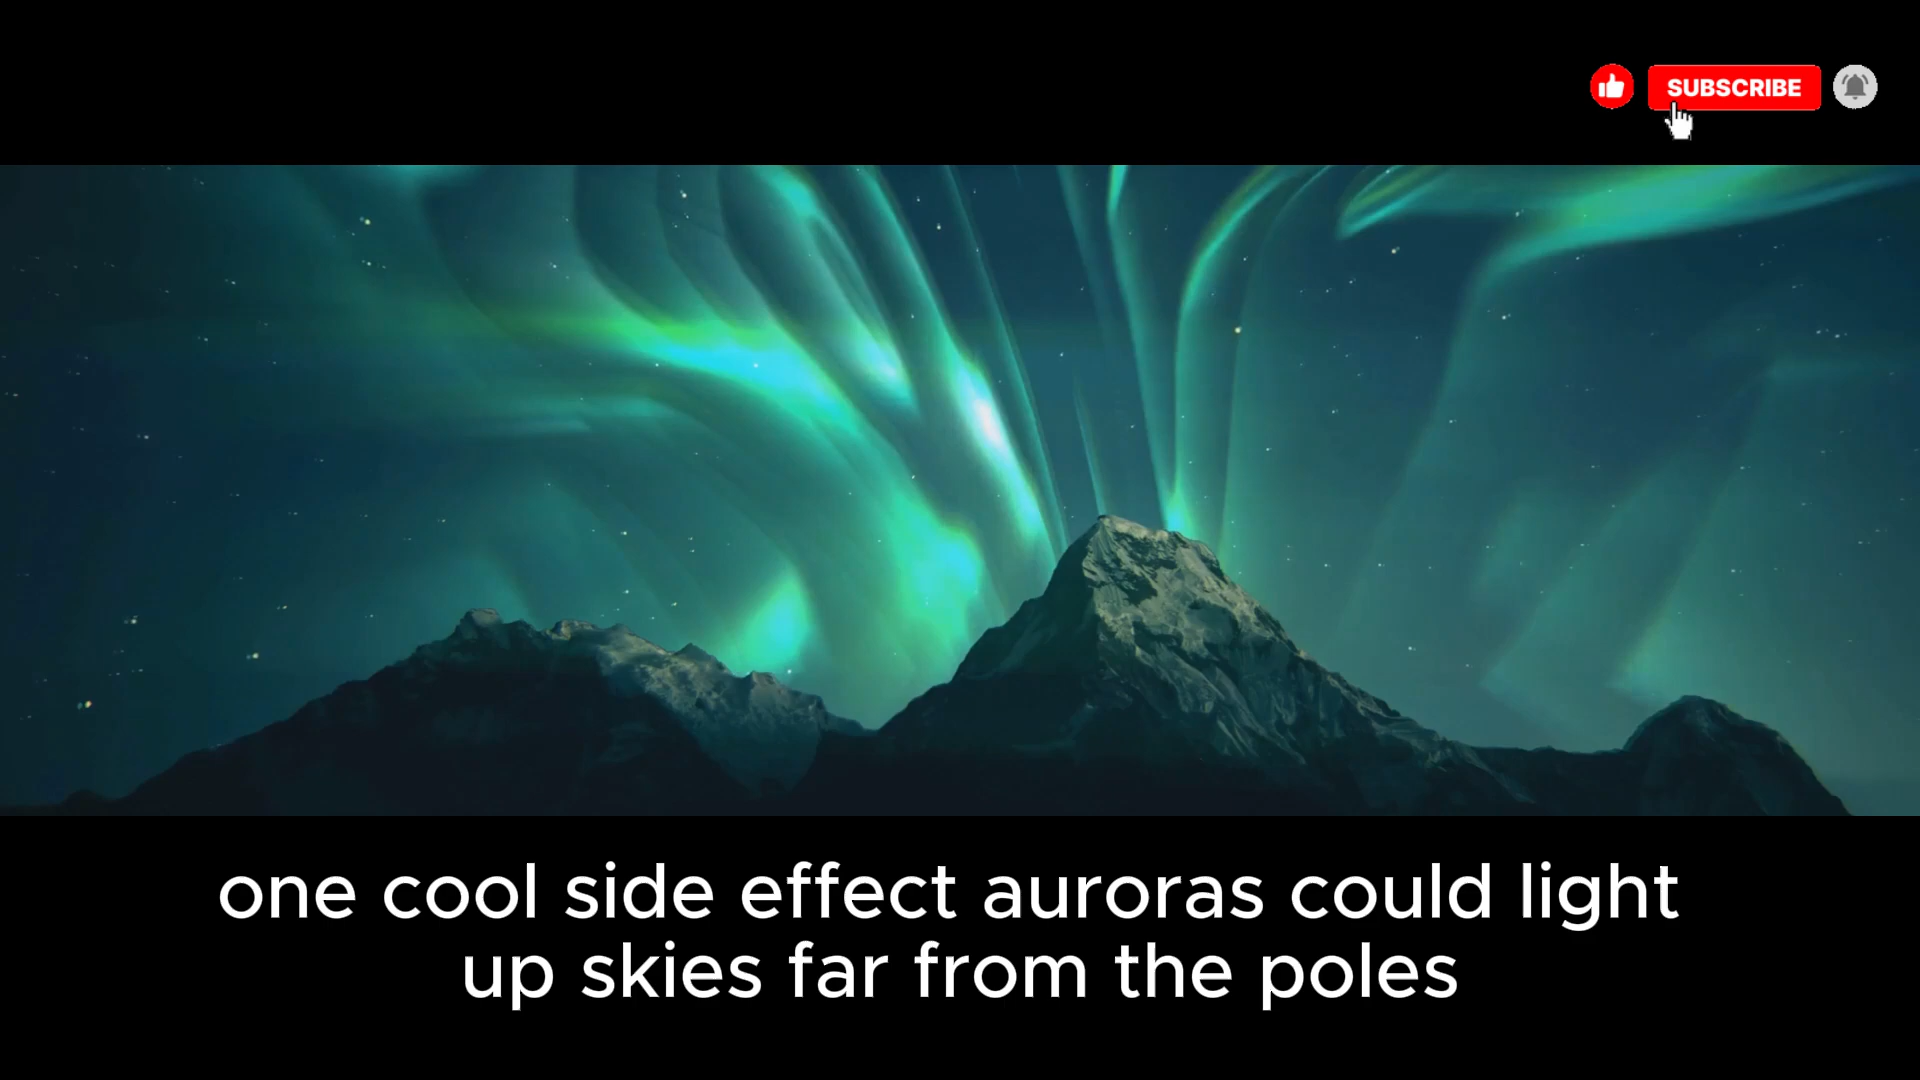 SUBSCRIBE
one cool side effect auroras could light
up skies far from the poles